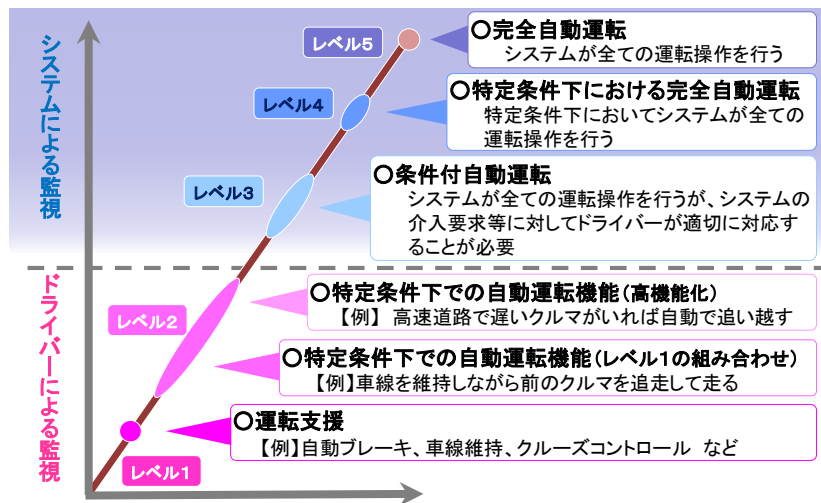 システムによる監視
レベル5
〇完全自動運転
システムが全ての運転操作を行う
レベル4
〇特定条件下における完全自動運転
特定条件下においてシステムが全ての
運転操作を行う
レベル3
〇条件付自動運転
システムが全ての運転操作を行うが、システムの
介入要求等に対してドライバーが適切に対応す
ることが必要
ドライバーによる監視
レベル2
〇特定条件下での自動運転機能(高機能化)
【例】 高速道路で遅いクルマがいれば自動で追い越す
〇特定条件下での自動運転機能(レベル1の組み合わせ)
【例】車線を維持しながら前のクルマを追走して走る
〇運転支援
【例】自動ブレーキ、車線維持、クルーズコントロール など
レベル1